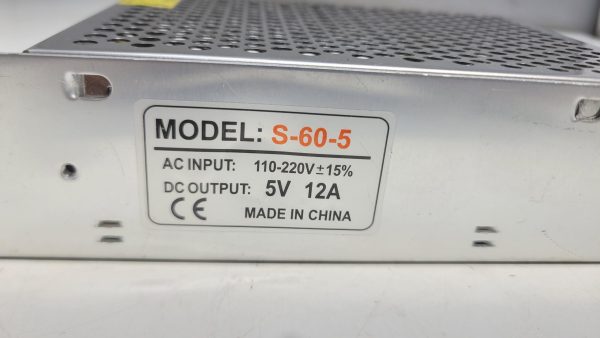 MODEL: S-60-5
AC INPUT: 110-220V±15%
DC OUTPUT: 5V 12A
CE MADE IN CHINA